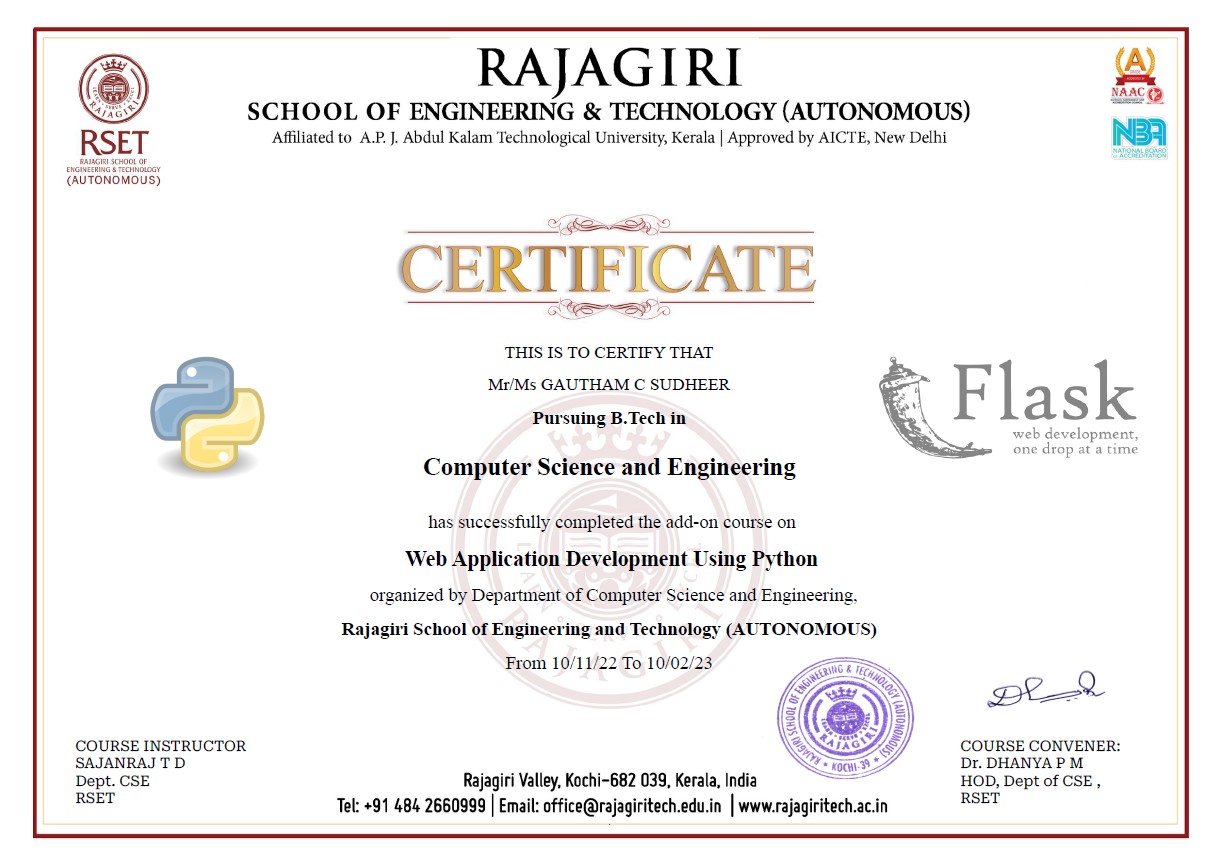 RAJAGIRI
SCHOOL OF ENGINEERING & TECHNOLOGY (AUTONOMOUS)
Affiliated to A.P. J. Abdul Kalam Technological University, Kerala | Approved by AICTE, New Delhi
RAJAGIRI
RSET
RAJAGIRI SCHOOL OF
ENGINEERING & TECHNOLOGY
(AUTONOMOUS)
A
NAAC
NBA
NATIONAL BOARD
of ACCREDITATION
CERTIFICATE
THIS IS TO CERTIFY THAT
Mr/Ms GAUTHAM C SUDHEER
Pursuing B.Tech in
Computer Science and Engineering
has successfully completed the add-on course on
Web Application Development Using Python
organized by Department of Computer Science and Engineering,
Rajagiri School of Engineering and Technology (AUTONOMOUS)
From 10/11/22 To 10/02/23
Flask
web development,
one drop at a time
RAJAGIRI
RAJAGIRI SCHOOL OF ENGINEERING & TECHNOLOGY (AUTONOMOUS)
LEARN SERVE EXCEL
RAJAGIRI
* KOCHI-39 *
COURSE INSTRUCTOR
SAJANRAJ T D
Dept. CSE
RSET
COURSE CONVENER:
Dr. DHANYA P M
HOD, Dept of CSE ,
RSET
Rajagiri Valley, Kochi-682 039, Kerala, India
Tel: +91 484 2660999 | Email: office@rajagiritech.edu.in | www.rajagiritech.ac.in